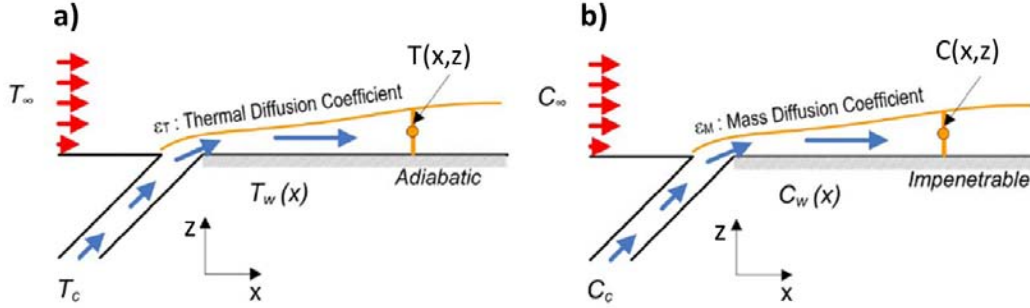 a)
T(x,z)
T∞
εT : Thermal Diffusion Coefficient
Adiabatic
Tw (x)
z
x
Tc
b)
C(x,z)
C∞
εM : Mass Diffusion Coefficient
Impenetrable
Cw (x)
z
x
Cc